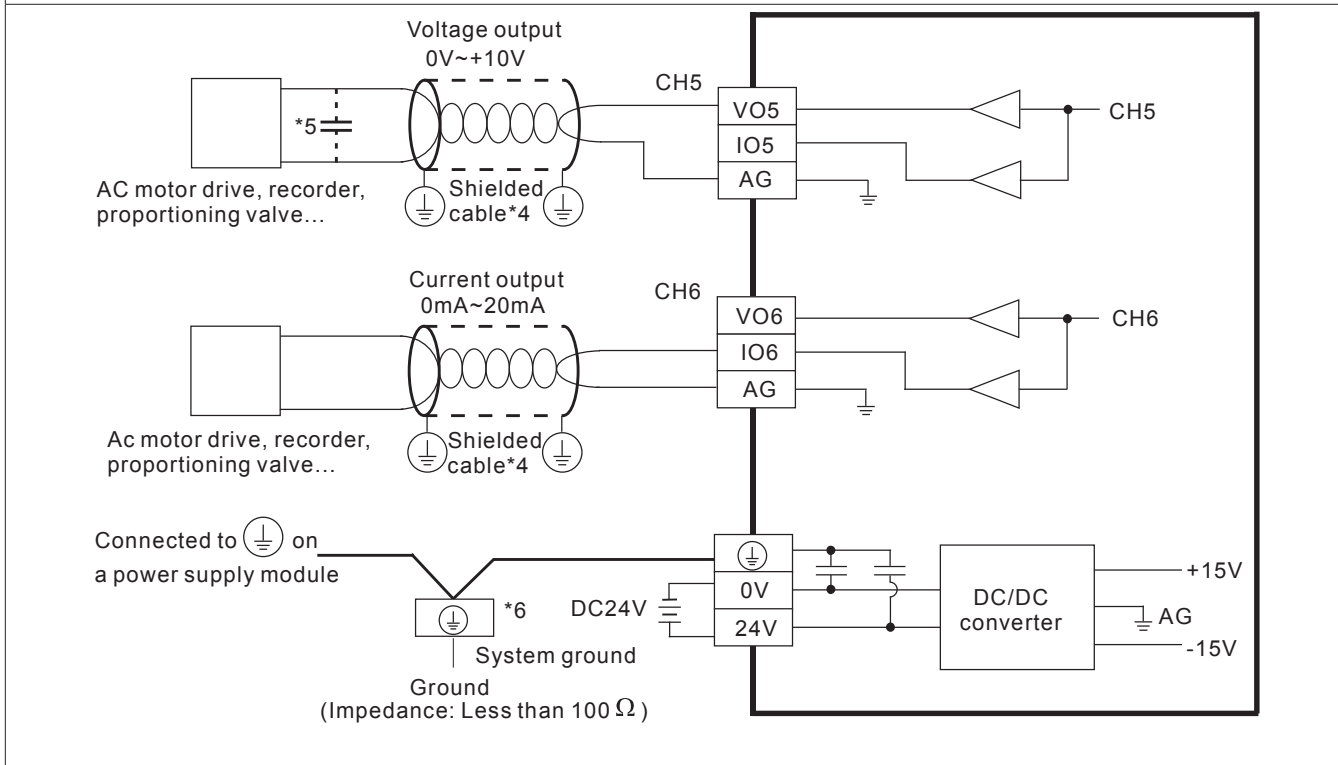 Voltage output
0V~+10V
CH5
VO5
IO5
AG
CH5
*5
AC motor drive, recorder,
proportioning valve...
Shielded
cable*4
Current output
0mA~20mA
CH6
VO6
IO6
AG
CH6
Ac motor drive, recorder,
proportioning valve...
Shielded
cable*4
Connected to on
a power supply module
*6
System ground
Ground
(Impedance: Less than 100 Ω )
DC24V
0V
24V
DC/DC
converter
+15V
AG
-15V